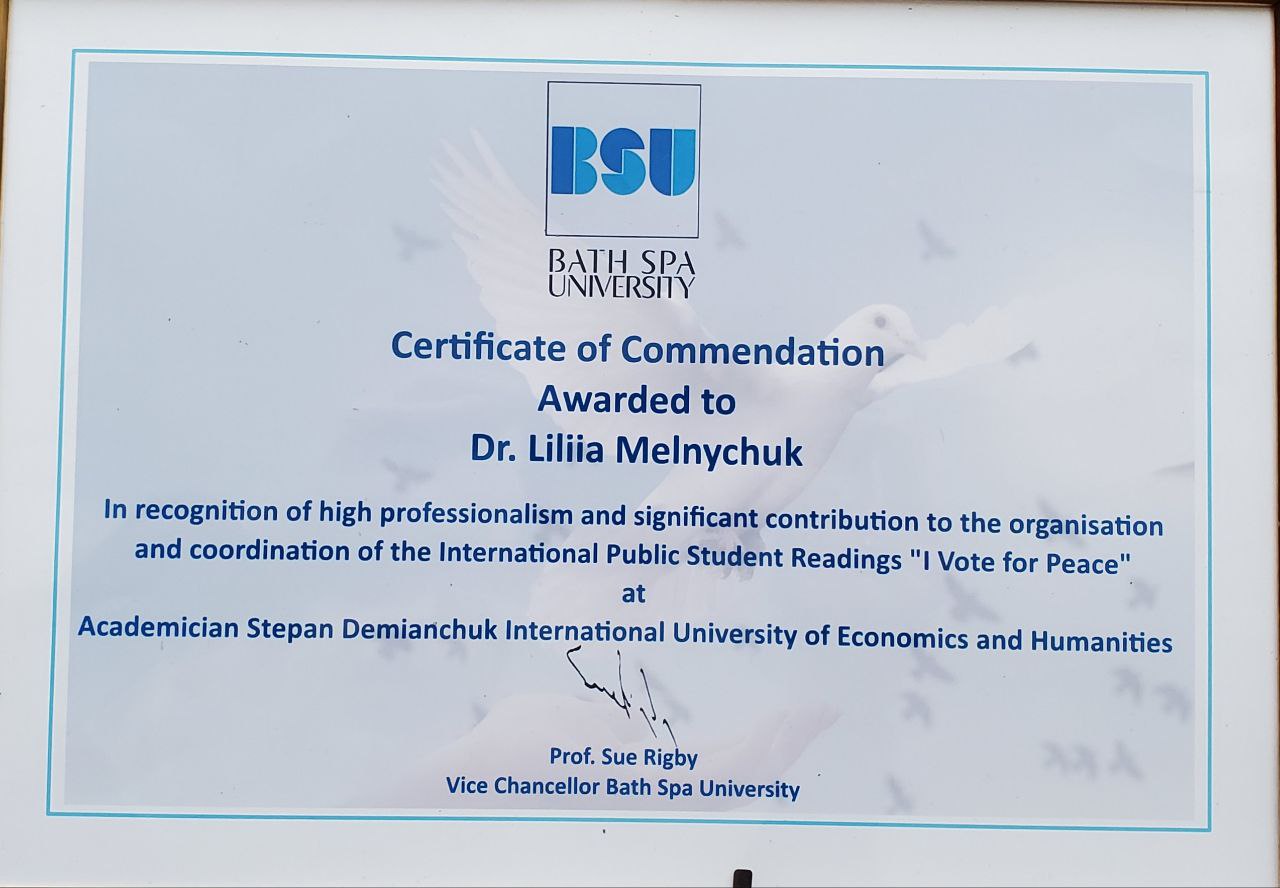 BSU
BATH SPA
UNIVERSITY
Certificate of Commendation
Awarded to
Dr. Liliia Melnychuk
In recognition of high professionalism and significant contribution to the organisation
and coordination of the International Public Student Readings "I Vote for Peace"
at
Academician Stepan Demianchuk International University of Economics and Humanities
Prof. Sue Rigby
Vice Chancellor Bath Spa University